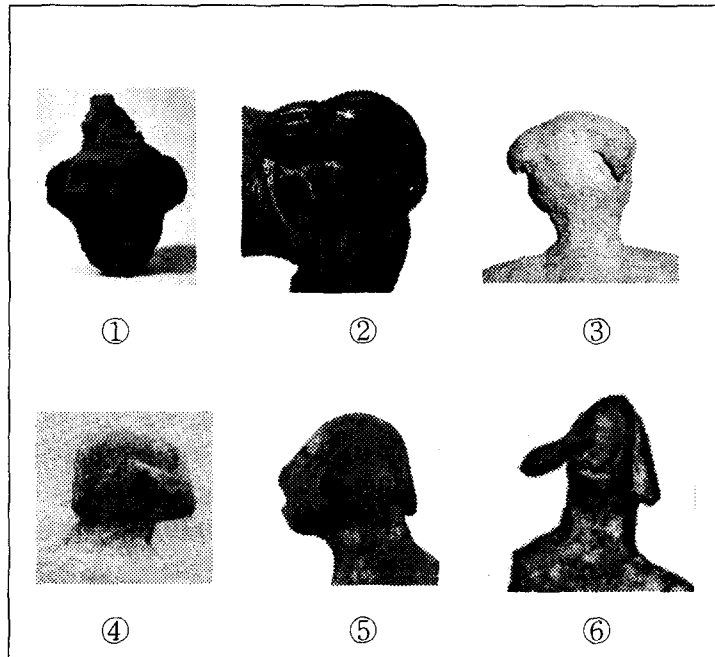 ① ② ③
④ ⑤ ⑥